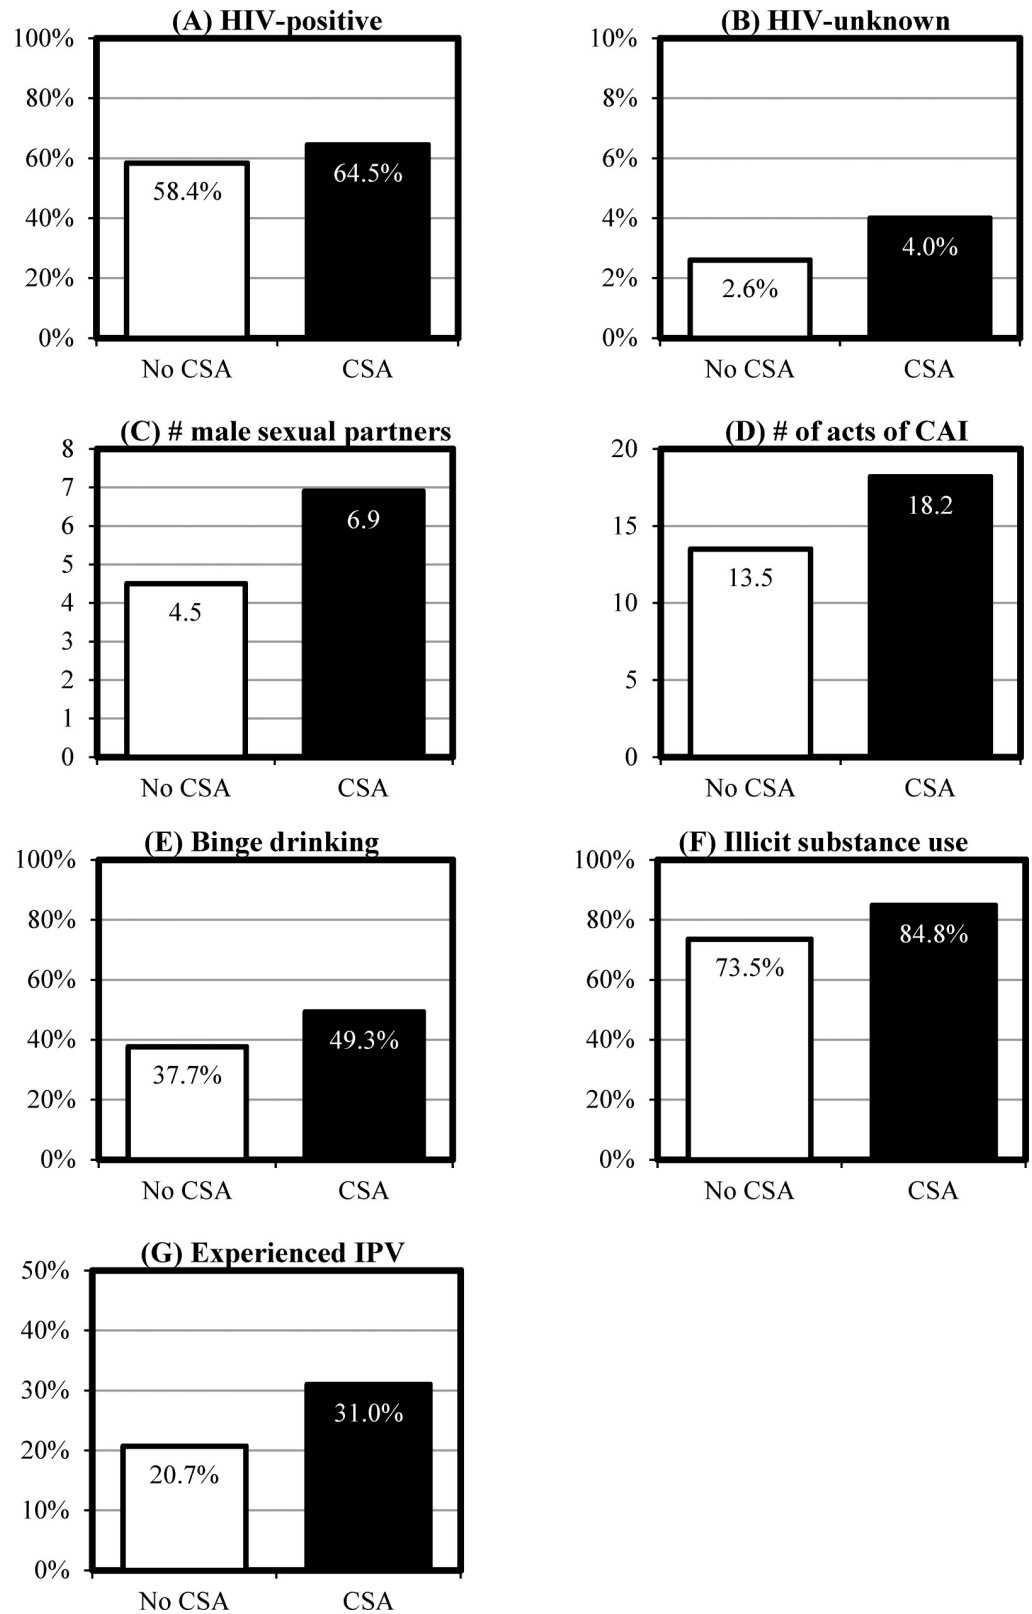 (A) HIV-positive
100%
80%
60%
40%
20%
0%
58.4%
64.5%
No CSA
CSA
(B) HIV-unknown
10%
8%
6%
4%
2%
0%
2.6%
4.0%
No CSA
CSA
(C) # male sexual partners
8
7
6
5
4
3
2
1
0
4.5
6.9
No CSA
CSA
(D) # of acts of CAI
20
15
10
5
0
13.5
18.2
No CSA
CSA
(E) Binge drinking
100%
80%
60%
40%
20%
0%
37.7%
49.3%
No CSA
CSA
(F) Illicit substance use
100%
80%
60%
40%
20%
0%
73.5%
84.8%
No CSA
CSA
(G) Experienced IPV
50%
40%
30%
20%
10%
0%
20.7%
31.0%
No CSA
CSA